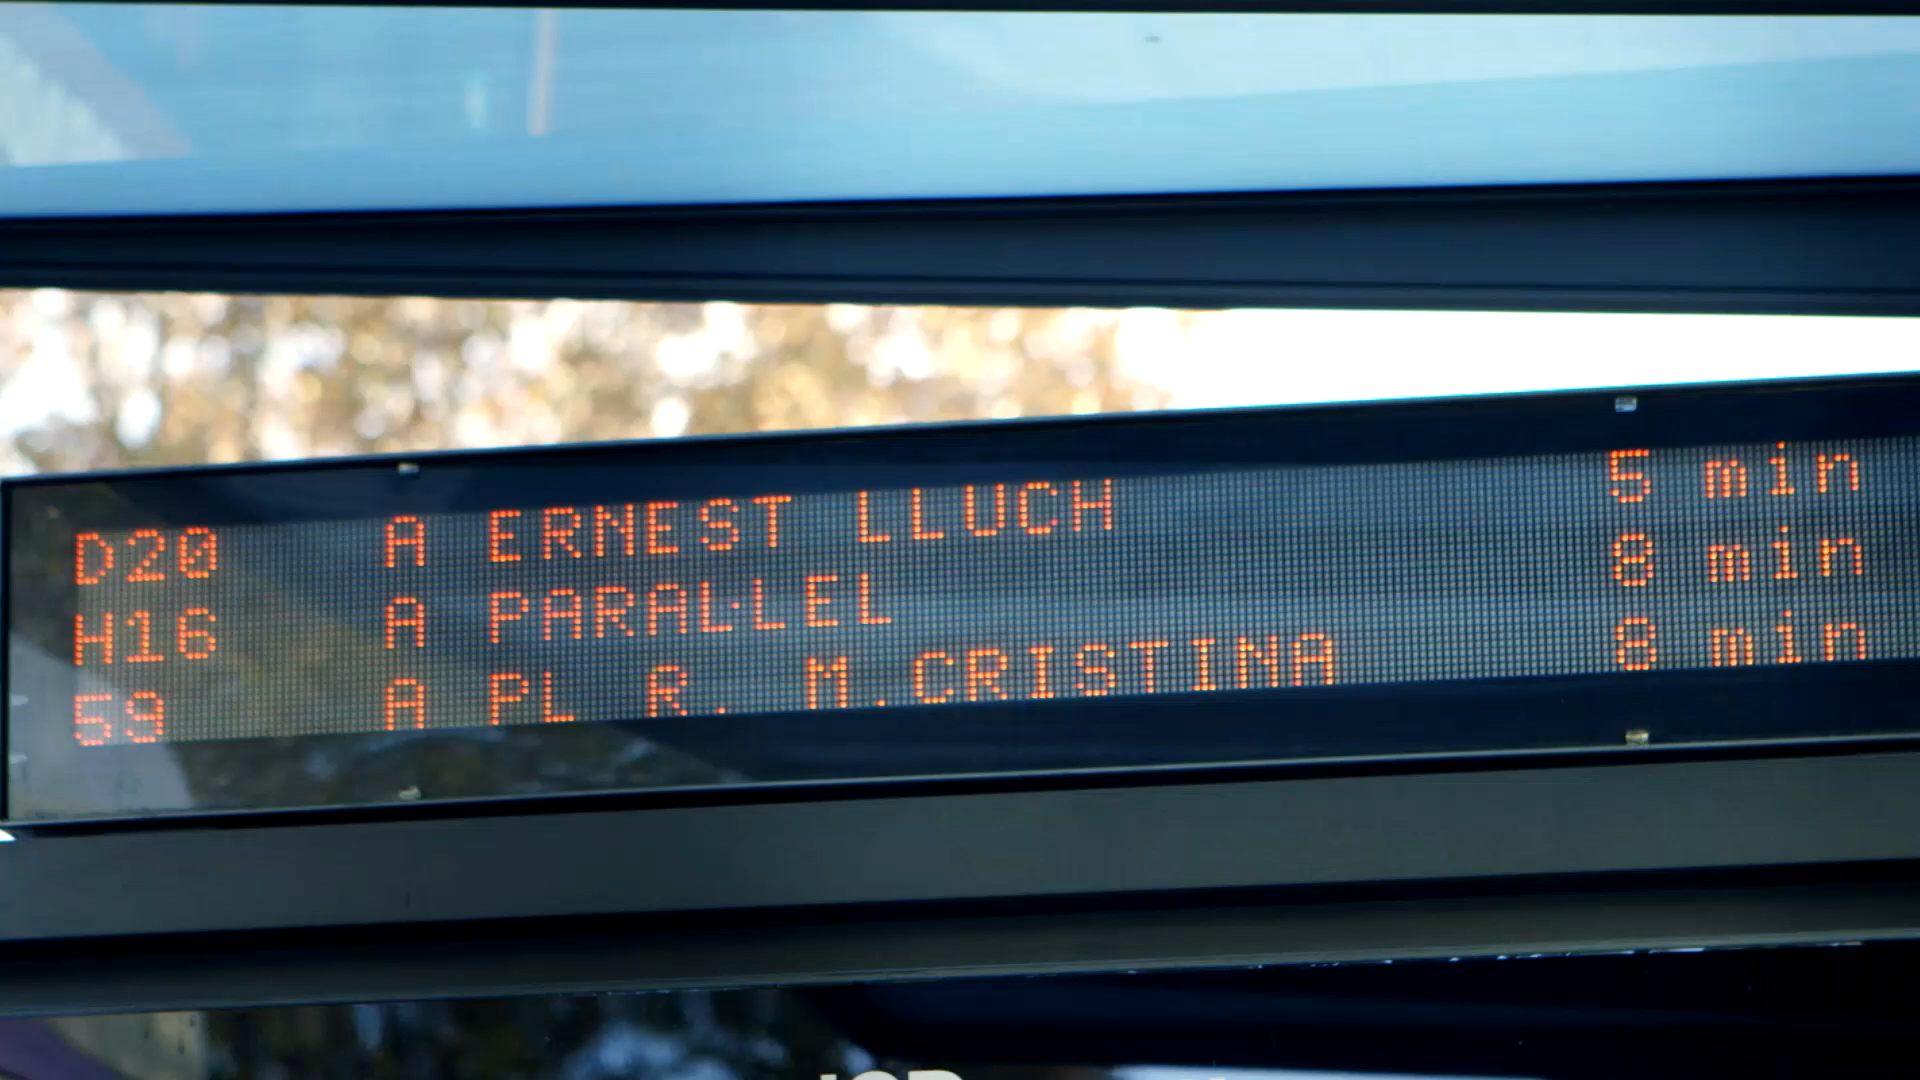 D20 A ERNEST LLUCH 5 min
H16 A PARAL·LEL 8 min
59 A PL R. M.CRISTINA 8 min